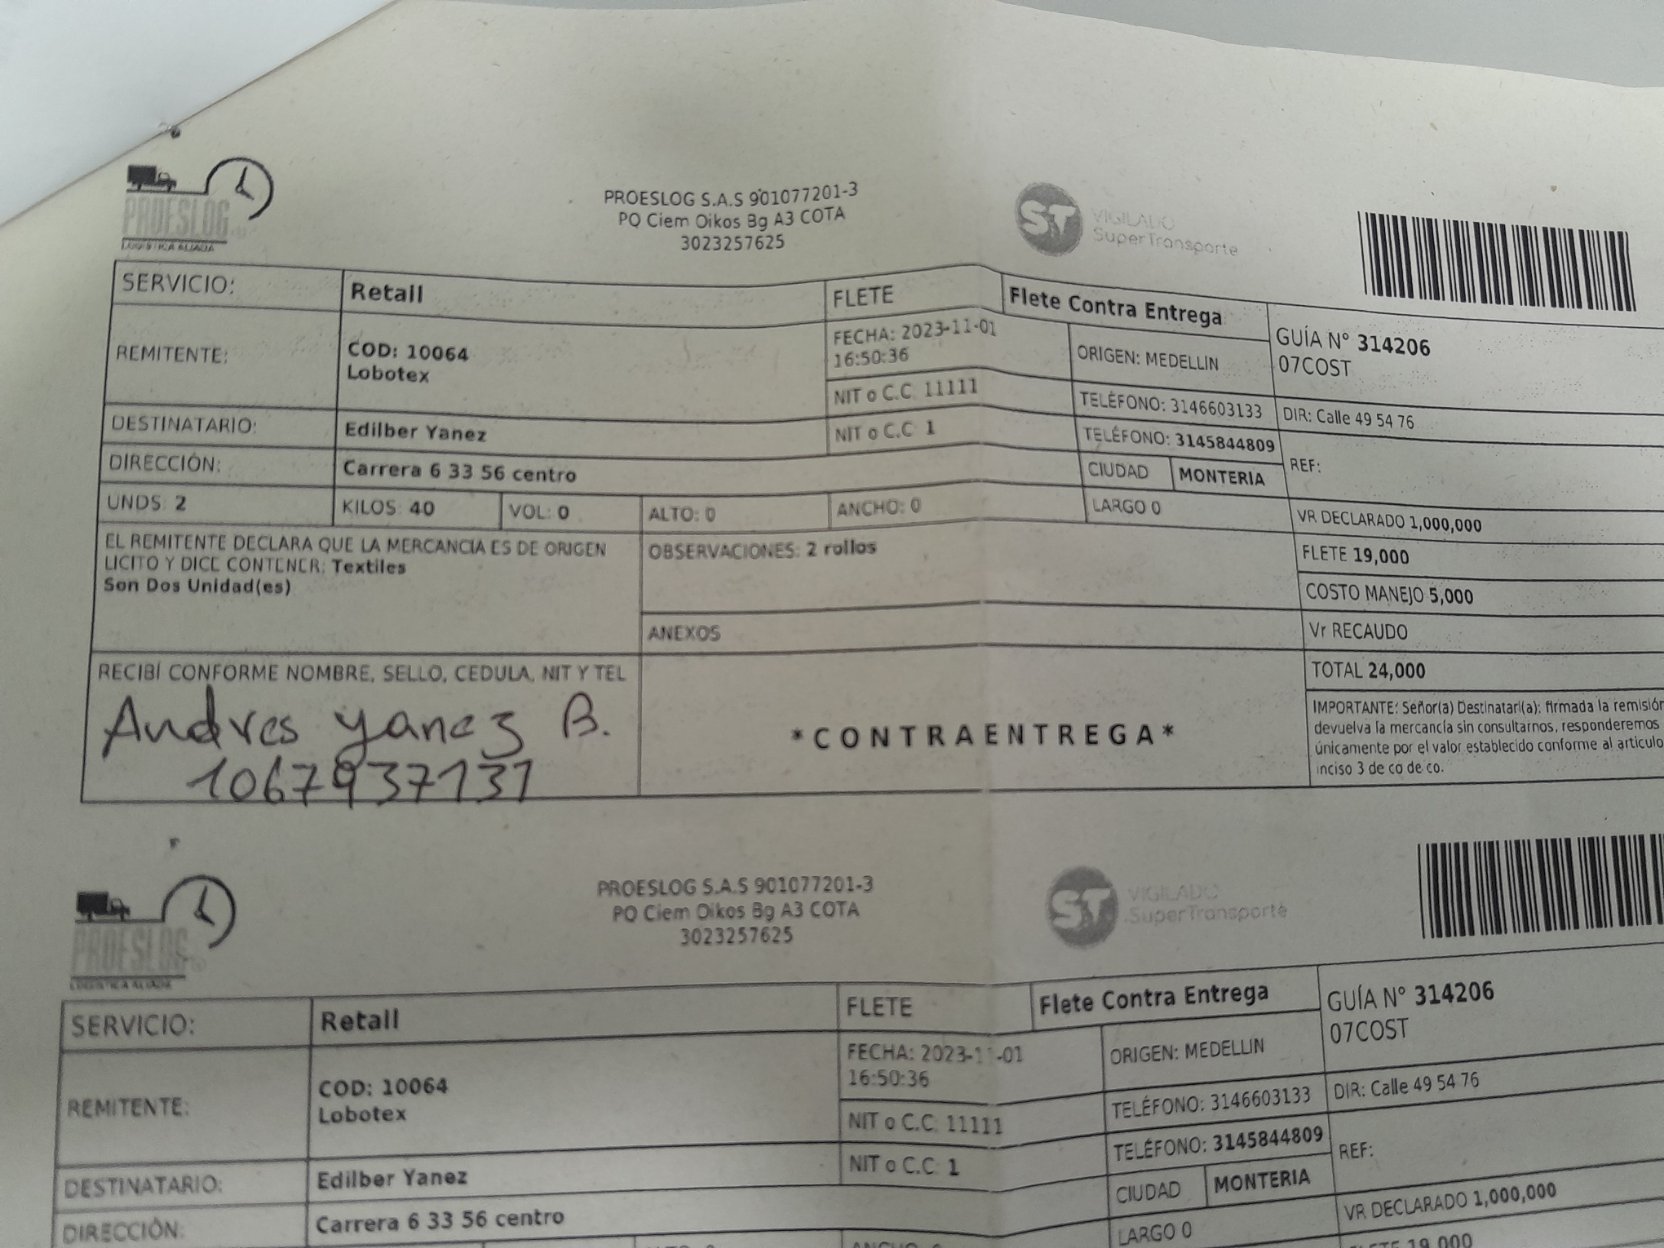 PROESLOG
LOGISTICA ALIADA
PROESLOG S.A.S 901077201-3
PQ Ciem Oikos Bg A3 COTA
3023257625
ST
VIGILADO
SuperTransporte
SERVICIO:
Retail
FLETE
Flete Contra Entrega
GUÍA N° 314206
07COST
REMITENTE:
COD: 10064
Lobotex
FECHA: 2023-11-01
16:50:36
ORIGEN: MEDELLIN
NIT o C.C. 11111
TELÉFONO: 3146603133
DIR: Calle 49 54 76
DESTINATARIO:
Edilber Yanez
NIT o C.C. 1
TELÉFONO: 3145844809
REF:
DIRECCIÓN:
Carrera 6 33 56 centro
CIUDAD
MONTERIA
UNDS: 2
KILOS: 40
VOL: 0
ALTO: 0
ANCHO: 0
LARGO 0
VR DECLARADO 1,000,000
EL REMITENTE DECLARA QUE LA MERCANCIA ES DE ORIGEN
LICITO Y DICE CONTENER: Textiles
Son Dos Unidad(es)
OBSERVACIONES: 2 rollos
FLETE 19,000
COSTO MANEJO 5,000
ANEXOS
Vr RECAUDO
TOTAL 24,000
RECIBÍ CONFORME NOMBRE, SELLO, CEDULA, NIT Y TEL
Andres yanez B.
1067937131
*CONTRAENTREGA*
IMPORTANTE: Señor(a) Destinatari(a): firmada la remisión
devuelva la mercancía sin consultarnos, responderemos
únicamente por el valor establecido conforme al articulo
inciso 3 de co de co.
PROESLOG
LOGISTICA ALIADA
PROESLOG S.A.S 901077201-3
PQ Ciem Oikos Bg A3 COTA
3023257625
ST
VIGILADO
SuperTransporte
SERVICIO:
Retail
FLETE
Flete Contra Entrega
GUÍA N° 314206
07COST
REMITENTE:
COD: 10064
Lobotex
FECHA: 2023-11-01
16:50:36
ORIGEN: MEDELLIN
NIT o C.C. 11111
TELÉFONO: 3146603133
DIR: Calle 49 54 76
DESTINATARIO:
Edilber Yanez
NIT o C.C. 1
TELÉFONO: 3145844809
REF:
DIRECCIÓN:
Carrera 6 33 56 centro
CIUDAD
MONTERIA
LARGO 0
VR DECLARADO 1,000,000
19,000